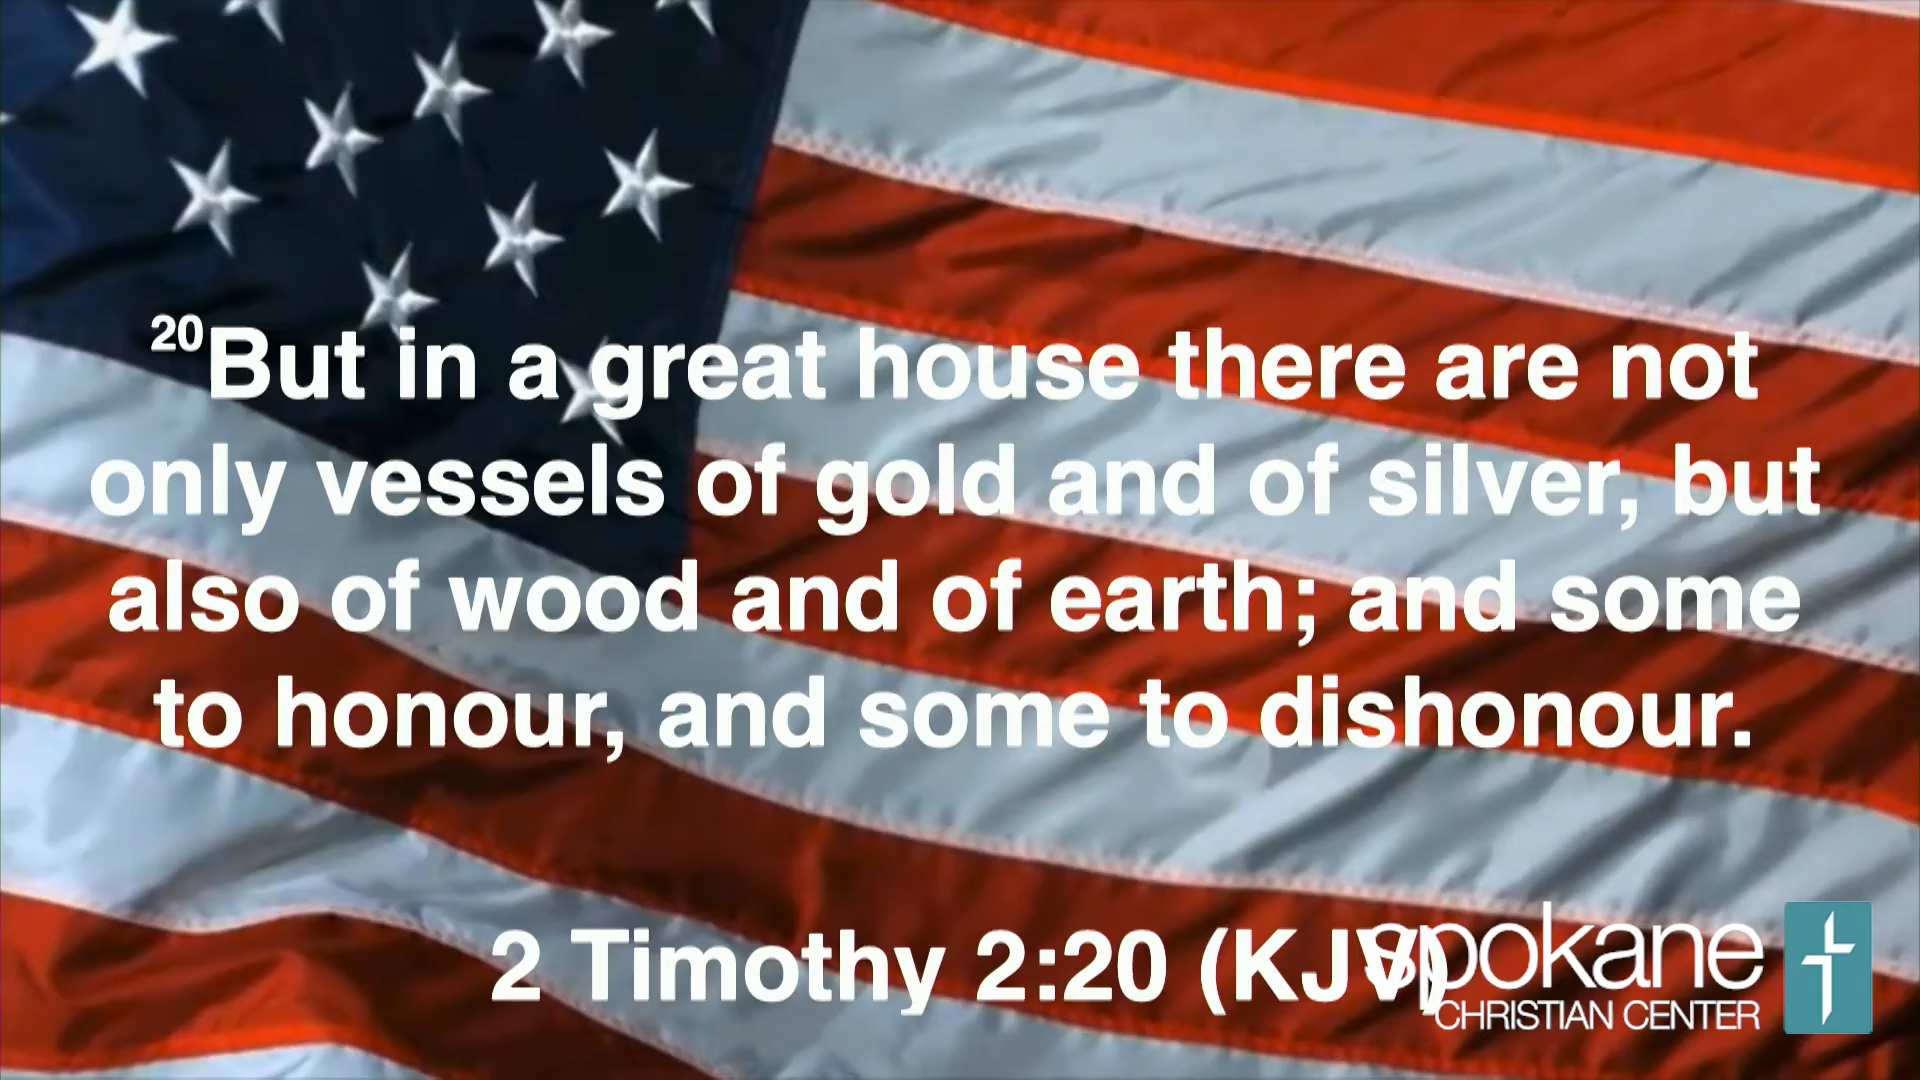 20But in a great house there are not
only vessels of gold and of silver, but
also of wood and of earth; and some
to honour, and some to dishonour.
2 Timothy 2:20 (KJV)
spokane
CHRISTIAN CENTER